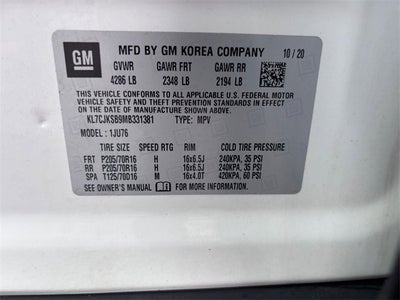 GM MFD BY GM KOREA COMPANY 10/20
GVWR GAWR FRT GAWR RR
4286 LB 2348 LB 2194 LB
THIS VEHICLE CONFORMS TO ALL APPLICABLE U.S. FEDERAL MOTOR
VEHICLE SAFETY AND THEFT PREVENTION STANDARDS IN EFFECT ON
THE DATE OF MANUFACTURE SHOWN ABOVE.
KL7CJKSB9MB331381 TYPE: MPV
MODEL: 1JU76
TIRE SIZE SPEED RTG RIM COLD TIRE PRESSURE
FRT P205/70R16 H 16x6.5J 240KPA, 35 PSI
RR P205/70R16 H 16x6.5J 240KPA, 35 PSI
SPA T125/70D16 M 16x4.0T 420KPA, 60 PSI
SEE OWNER'S MANUAL FOR ADDITIONAL INFORMATION.